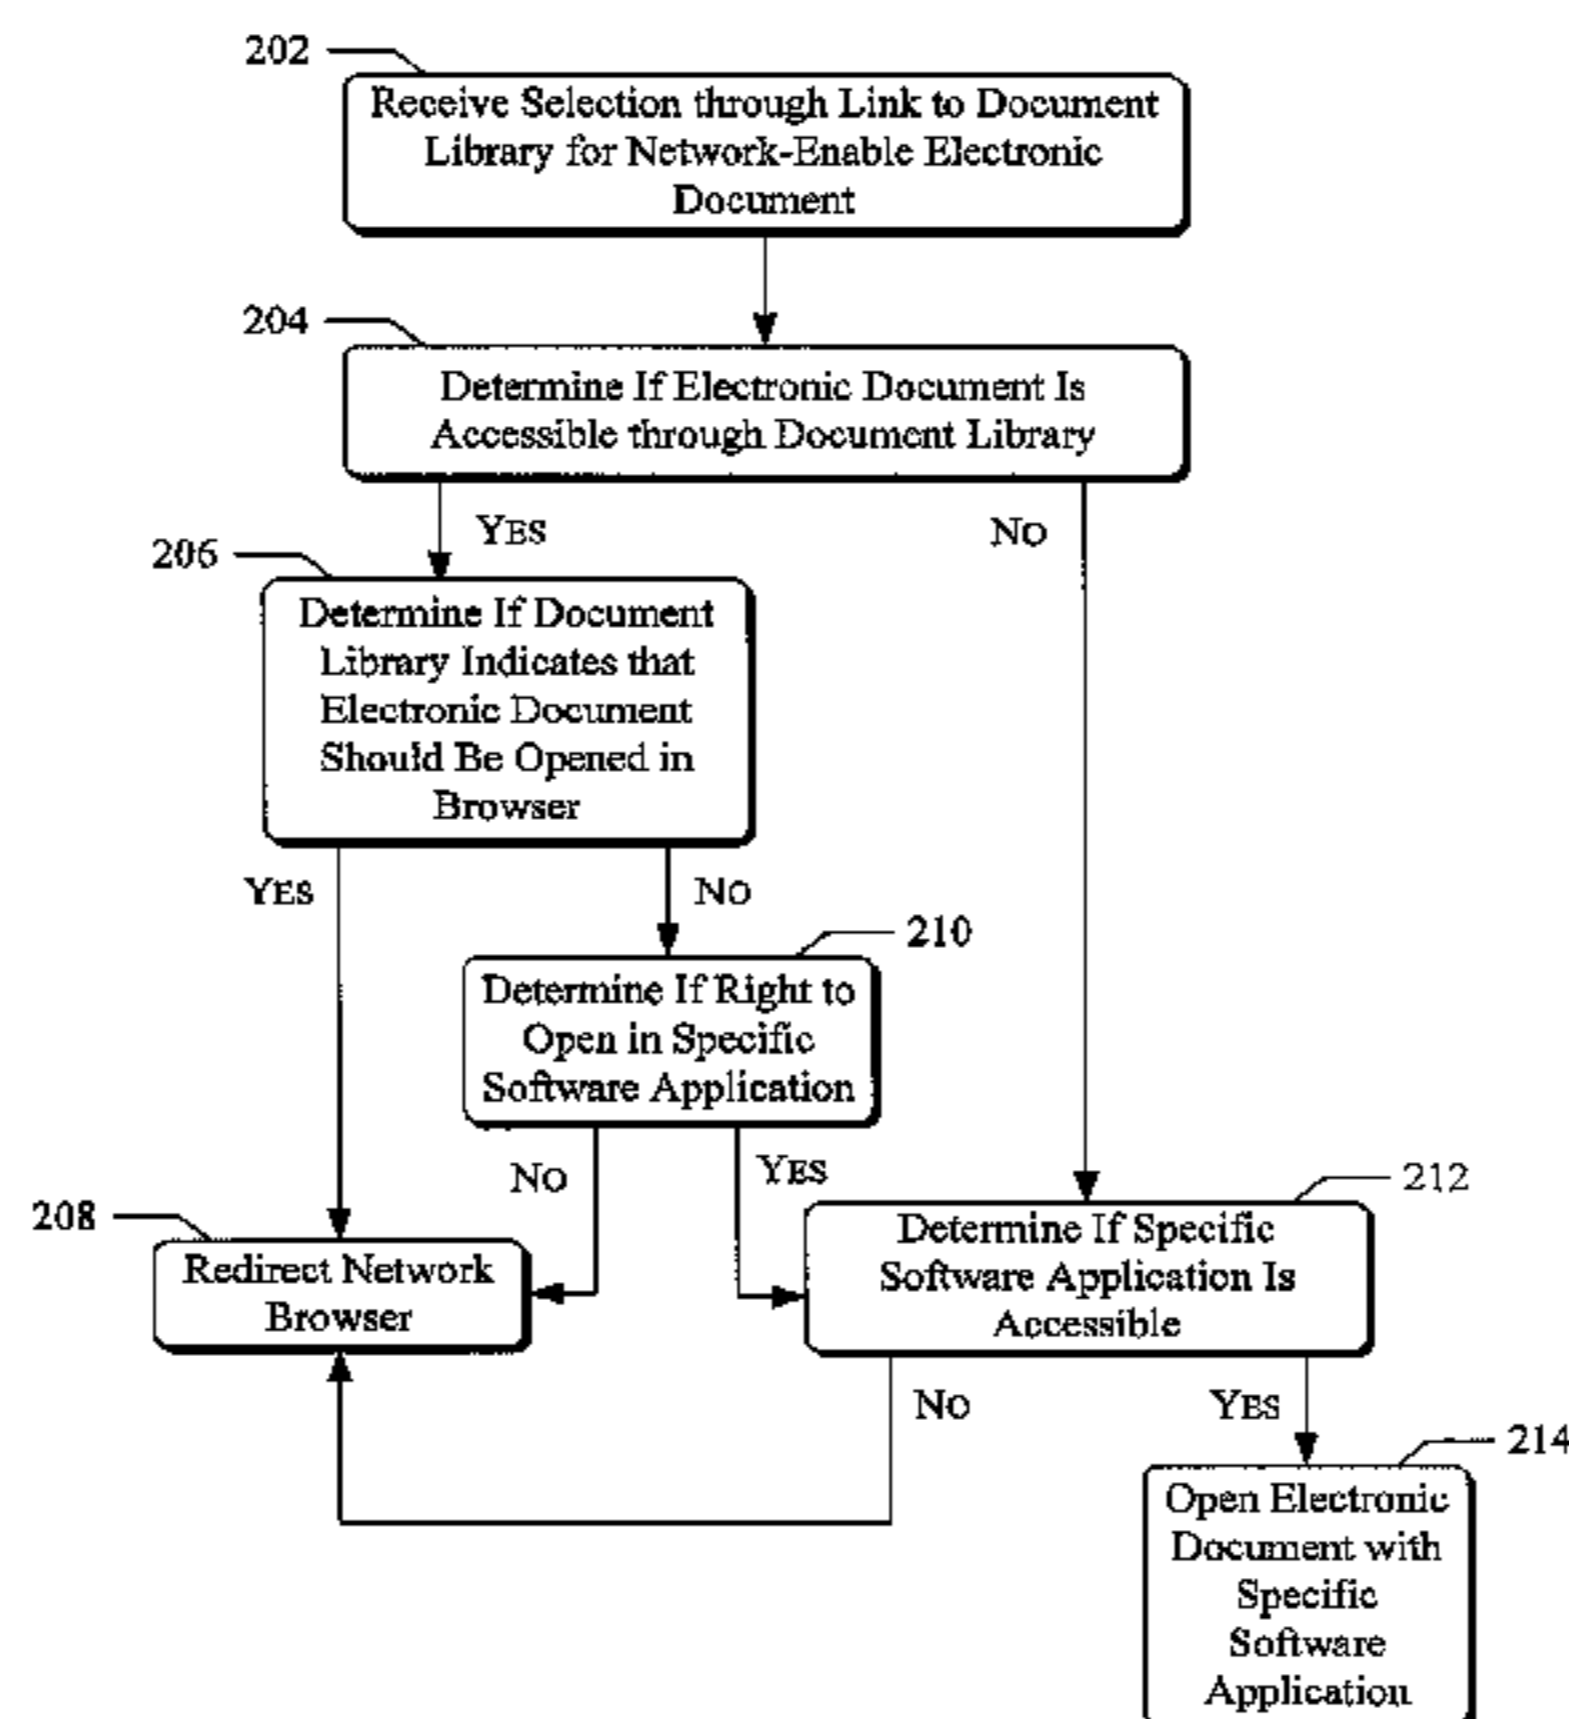 202
Receive Selection through Link to Document
Library for Network-Enable Electronic
Document
204
Determine If Electronic Document Is
Accessible through Document Library
YES
NO
206
Determine If Document
Library Indicates that
Electronic Document
Should Be Opened in
Browser
YES
NO
210
Determine If Right to
Open in Specific
Software Application
NO
YES
212
208
Redirect Network
Browser
Determine If Specific
Software Application Is
Accessible
NO
YES
214
Open Electronic
Document with
Specific
Software
Application